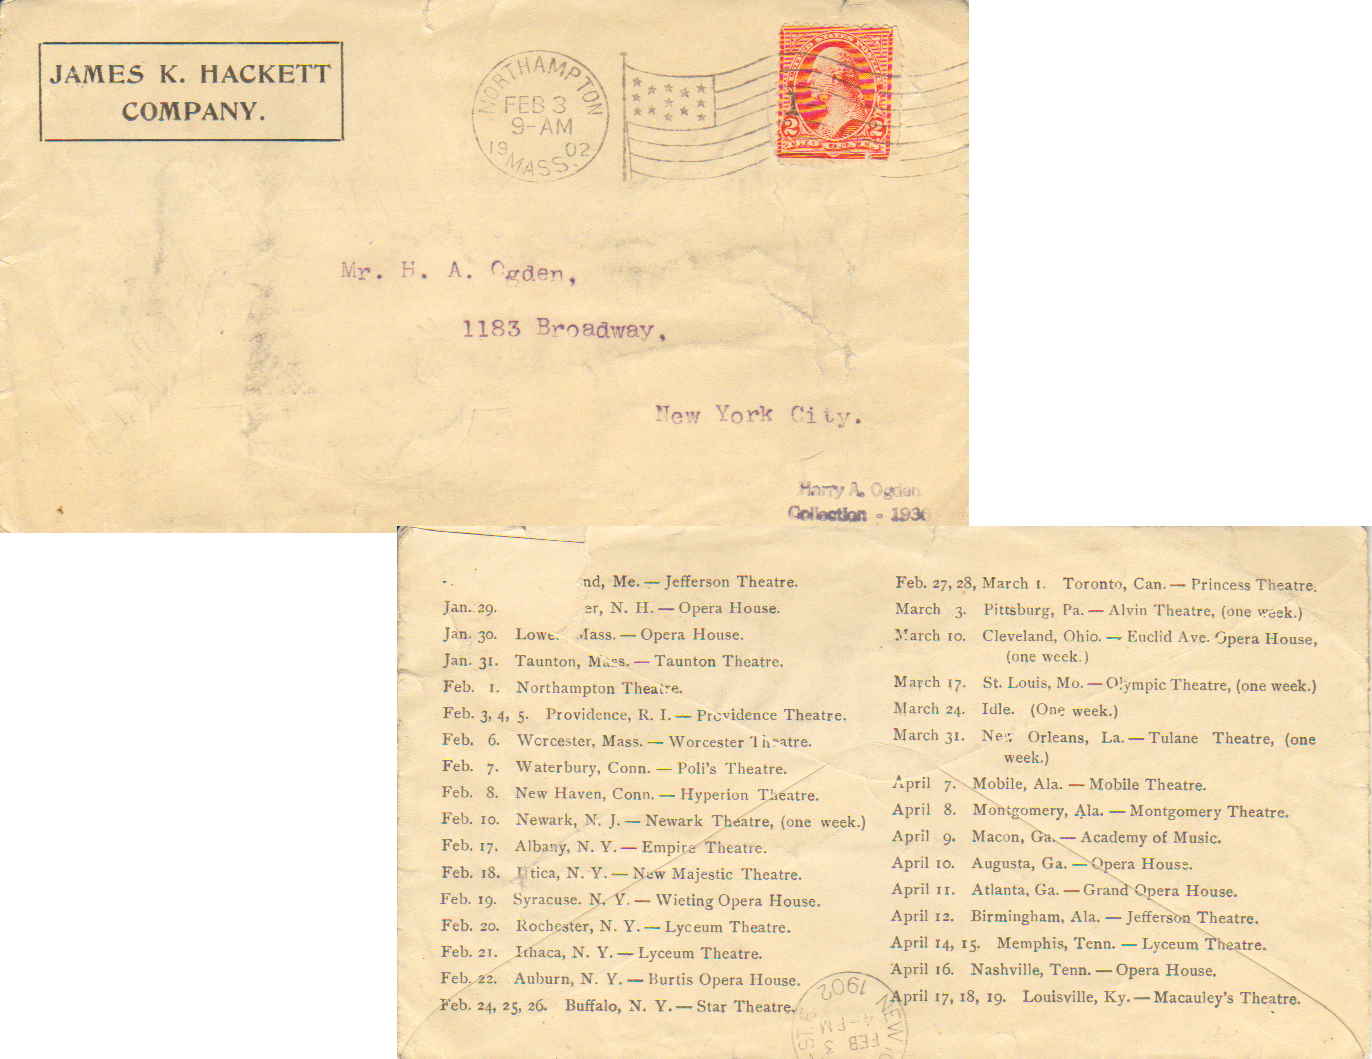 JAMES K. HACKETT
COMPANY.
NORTHAMPTON
FEB 3
9-AM
1902
MASS.
2 2
Mr. H. A. Ogden,
1183 Broadway,
New York City.
Harry A. Ogden
Collection - 193
nd, Me. — Jefferson Theatre.
Jan. 29. er, N. H. — Opera House.
Jan. 30. Lowe Mass. — Opera House.
Jan. 31. Taunton, Mass. — Taunton Theatre.
Feb. 1. Northampton Theatre.
Feb. 3, 4, 5. Providence, R. I. — Providence Theatre.
Feb. 6. Worcester, Mass. — Worcester Theatre.
Feb. 7. Waterbury, Conn. — Poli's Theatre.
Feb. 8. New Haven, Conn. — Hyperion Theatre.
Feb. 10. Newark, N. J. — Newark Theatre, (one week.)
Feb. 17. Albany, N. Y. — Empire Theatre.
Feb. 18. Utica, N. Y. — New Majestic Theatre.
Feb. 19. Syracuse. N. Y. — Wieting Opera House.
Feb. 20. Rochester, N. Y. — Lyceum Theatre.
Feb. 21. Ithaca, N. Y. — Lyceum Theatre.
Feb. 22. Auburn, N. Y. — Burtis Opera House.
Feb. 24, 25, 26. Buffalo, N. Y. — Star Theatre.
Feb. 27, 28, March 1. Toronto, Can. — Princess Theatre.
March 3. Pittsburg, Pa. — Alvin Theatre, (one week.)
March 10. Cleveland, Ohio. — Euclid Ave. Opera House,
(one week.)
March 17. St. Louis, Mo. — Olympic Theatre, (one week.)
March 24. Idle. (One week.)
March 31. New Orleans, La. — Tulane Theatre, (one
week.)
April 7. Mobile, Ala. — Mobile Theatre.
April 8. Montgomery, Ala. — Montgomery Theatre.
April 9. Macon, Ga. — Academy of Music.
April 10. Augusta, Ga. — Opera House.
April 11. Atlanta, Ga. — Grand Opera House.
April 12. Birmingham, Ala. — Jefferson Theatre.
April 14, 15. Memphis, Tenn. — Lyceum Theatre.
April 16. Nashville, Tenn. — Opera House.
April 17, 18, 19. Louisville, Ky. — Macauley's Theatre.
NEW
FEB 3
4-PM
1902